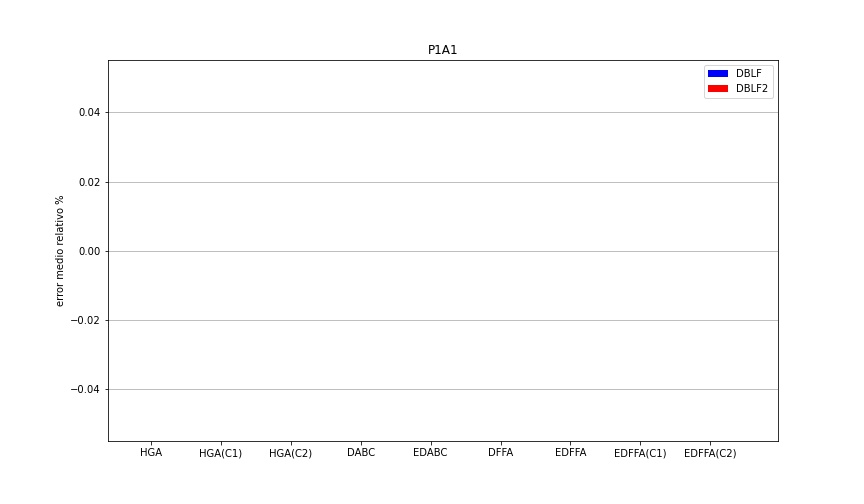 P1A1
DBLF
DBLF2
0.04
0.02
0.00
−0.02
−0.04
error medio relativo %
HGA HGA(C1) HGA(C2) DABC EDABC DFFA EDFFA EDFFA(C1) EDFFA(C2)